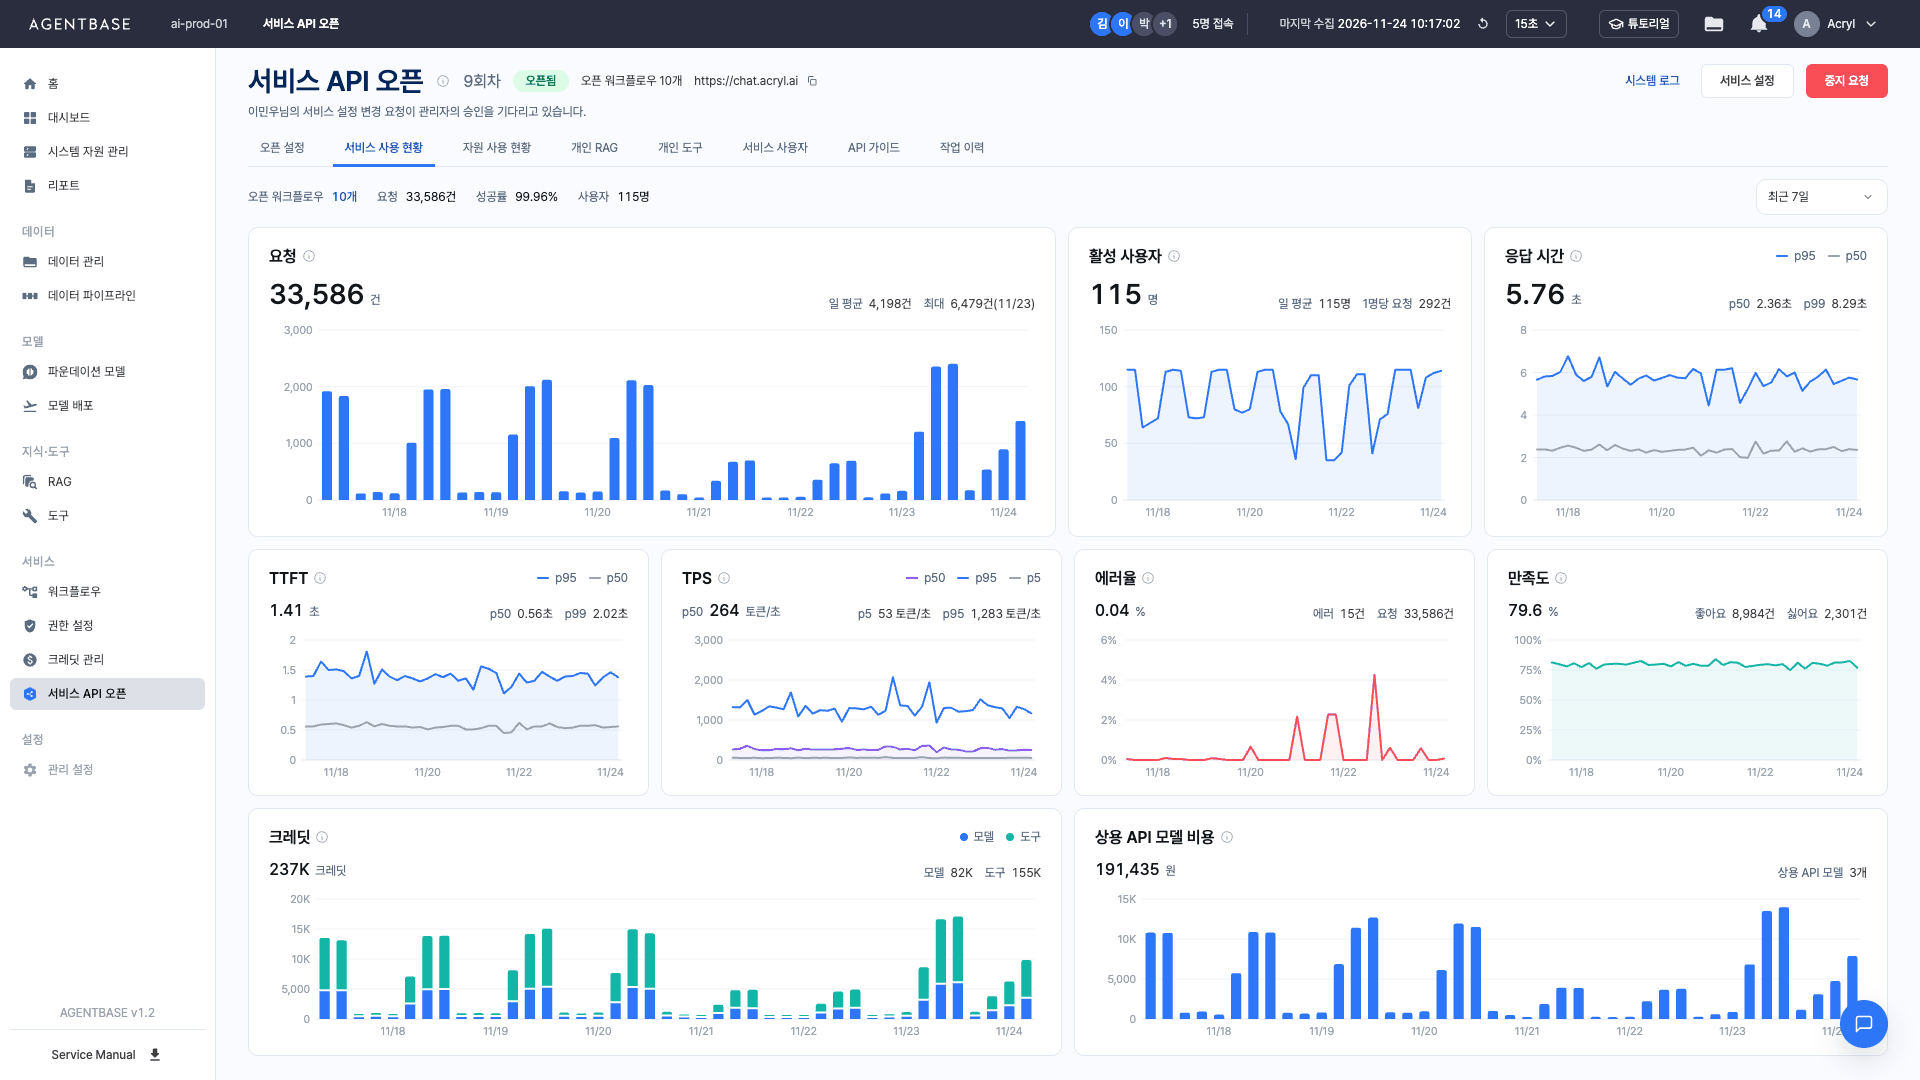 AGENTBASE
ai-prod-01
서비스 API 오픈
김 이 박 +1
5명 접속
마지막 수집 2026-11-24 10:17:02
15초
튜토리얼
14
A
Acryl
홈
대시보드
시스템 자원 관리
리포트
데이터
데이터 관리
데이터 파이프라인
모델
파운데이션 모델
모델 배포
지식·도구
RAG
도구
서비스
워크플로우
권한 설정
크레딧 관리
서비스 API 오픈
설정
관리 설정
AGENTBASE v1.2
Service Manual
서비스 API 오픈
9회차
오픈됨
오픈 워크플로우 10개
https://chat.acryl.ai
시스템 로그
서비스 설정
중지 요청
이민우님의 서비스 설정 변경 요청이 관리자의 승인을 기다리고 있습니다.
오픈 설정
서비스 사용 현황
자원 사용 현황
개인 RAG
개인 도구
서비스 사용자
API 가이드
작업 이력
오픈 워크플로우 10개
요청 33,586건
성공률 99.96%
사용자 115명
최근 7일
요청
33,586 건
일 평균 4,198건 최대 6,479건(11/23)
3,000
2,000
1,000
0
11/18 11/19 11/20 11/21 11/22 11/23 11/24
활성 사용자
115 명
일 평균 115명 1명당 요청 292건
150
100
50
0
11/18 11/20 11/22 11/24
응답 시간
p95 p50
5.76 초
p50 2.36초 p99 8.29초
8
6
4
2
0
11/18 11/20 11/22 11/24
TTFT
p95 p50
1.41 초
p50 0.56초 p99 2.02초
2
1.5
1
0.5
0
11/18 11/20 11/22 11/24
TPS
p50 p95 p5
p50 264 토큰/초
p5 53 토큰/초 p95 1,283 토큰/초
3,000
2,000
1,000
0
11/18 11/20 11/22 11/24
에러율
0.04 %
에러 15건 요청 33,586건
6%
4%
2%
0%
11/18 11/20 11/22 11/24
만족도
79.6 %
좋아요 8,984건 싫어요 2,301건
100%
75%
50%
25%
0%
11/18 11/20 11/22 11/24
크레딧
모델 도구
237K 크레딧
모델 82K 도구 155K
20K
15K
10K
5,000
0
11/18 11/19 11/20 11/21 11/22 11/23 11/24
상용 API 모델 비용
191,435 원
상용 API 모델 3개
15K
10K
5,000
0
11/18 11/19 11/20 11/21 11/22 11/23